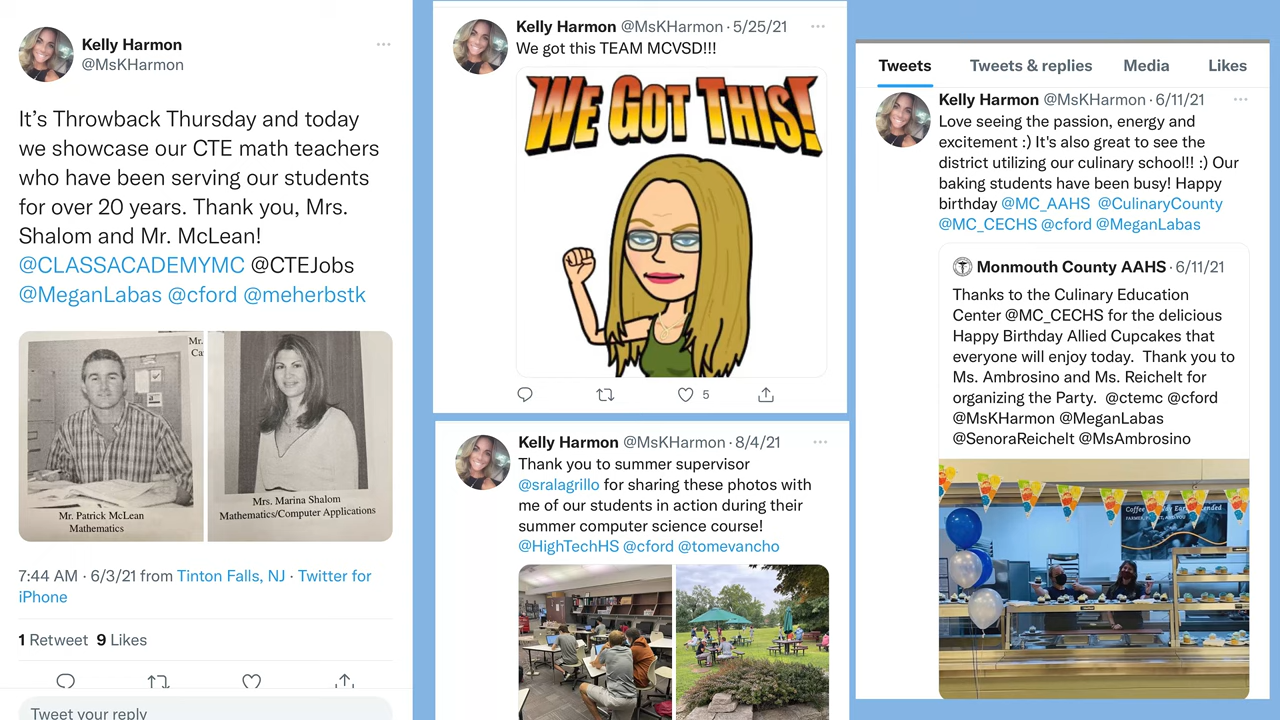 Kelly Harmon
@MsKHarmon
It's Throwback Thursday and today
we showcase our CTE math teachers
who have been serving our students
for over 20 years. Thank you, Mrs.
Shalom and Mr. McLean!
@CLASSACADEMYMC @CTEJobs
@MeganLabas @cford @meherbstk
Mr.
Mr. Patrick McLean
Mathematics
Mrs. Marina Shalom
Mathematics/Computer Applications
7:44 AM · 6/3/21 from Tinton Falls, NJ · Twitter for
iPhone
1 Retweet 9 Likes
Tweet your reply
Kelly Harmon @MsKHarmon · 5/25/21
We got this TEAM MCVSD!!!
WE GOT THIS!
5
Kelly Harmon @MsKHarmon · 8/4/21
Thank you to summer supervisor
@sralagrillo for sharing these photos with
me of our students in action during their
summer computer science course!
@HighTechHS @cford @tomevancho
Tweets Tweets & replies Media Likes
Kelly Harmon @MsKHarmon · 6/11/21
Love seeing the passion, energy and
excitement :) It's also great to see the
district utilizing our culinary school!! :) Our
baking students have been busy! Happy
birthday @MC_AAHS @CulinaryCounty
@MC_CECHS @cford @MeganLabas
Monmouth County AAHS · 6/11/21
Thanks to the Culinary Education
Center @MC_CECHS for the delicious
Happy Birthday Allied Cupcakes that
everyone will enjoy today. Thank you to
Ms. Ambrosino and Ms. Reichelt for
organizing the Party. @ctemc @cford
@MsKHarmon @MeganLabas
@SenoraReichelt @MsAmbrosino
Coffee